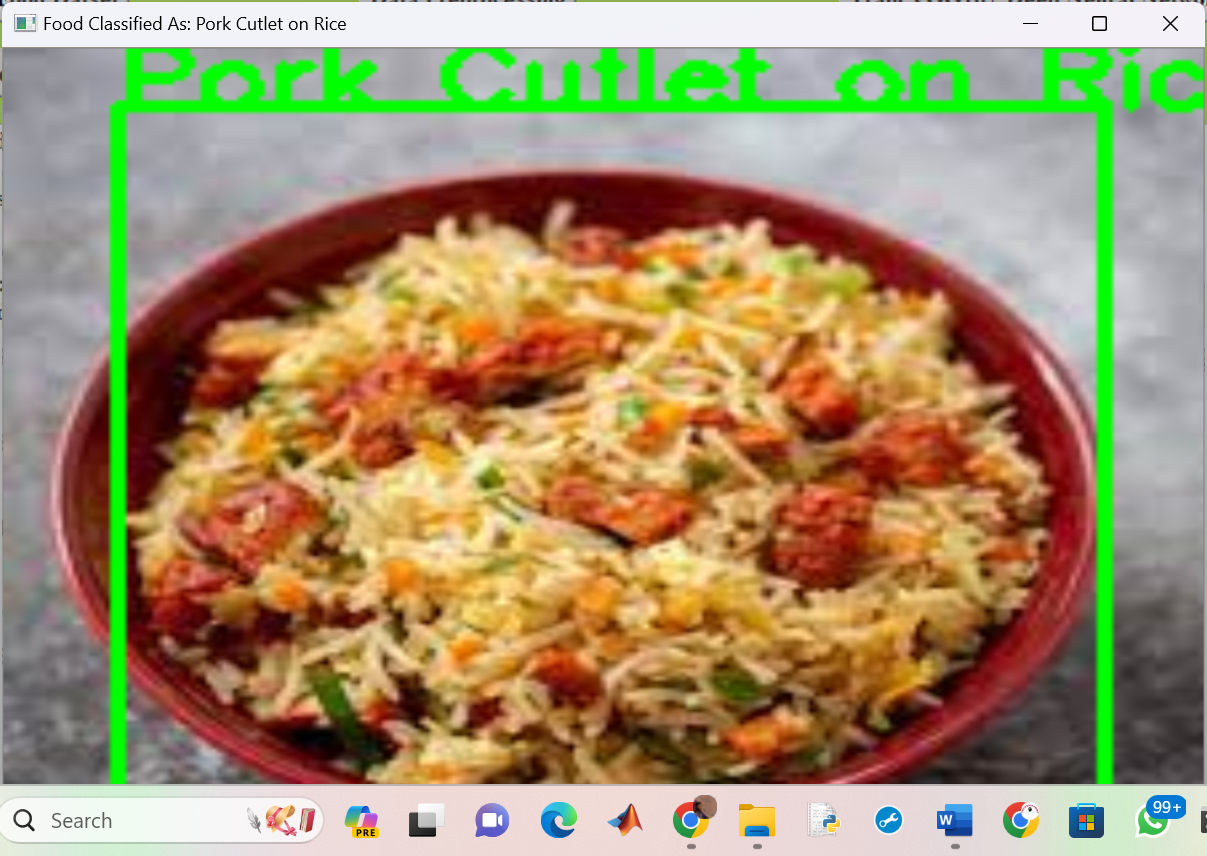 Food Classified As: Pork Cutlet on Rice
Pork Cutlet on Ric
Search
PRE
W
99+